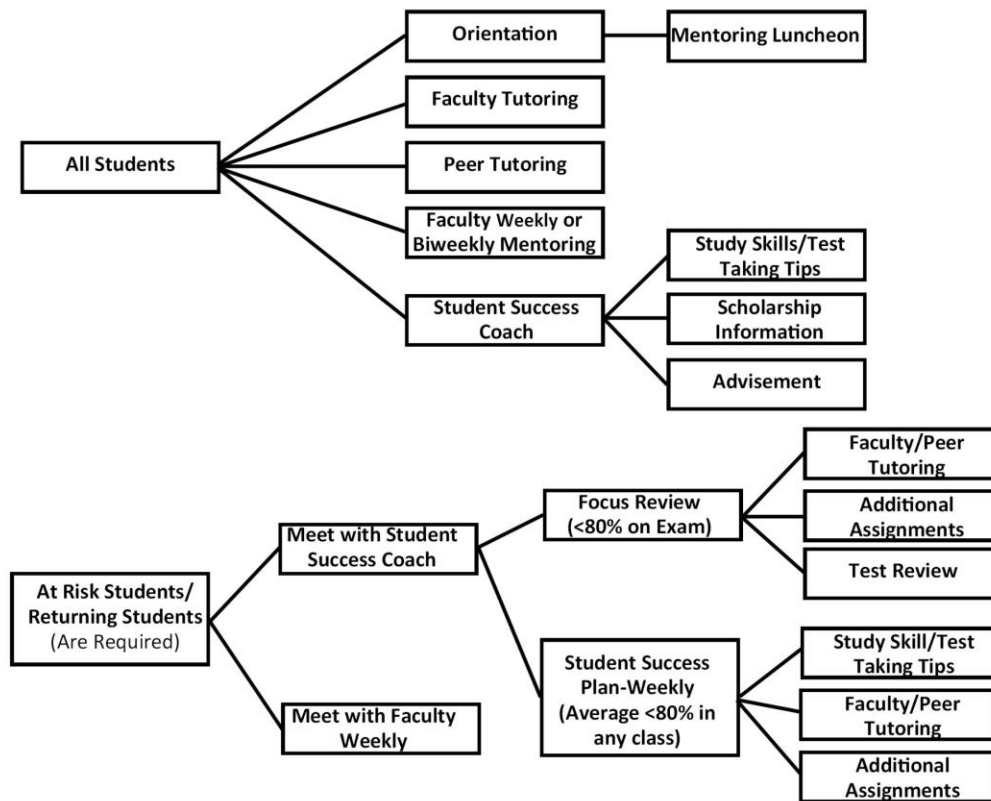 Orientation
Mentoring Luncheon
Faculty Tutoring
All Students
Peer Tutoring
Faculty Weekly or
Biweekly Mentoring
Student Success
Coach
Study Skills/Test
Taking Tips
Scholarship
Information
Advisement
At Risk Students/
Returning Students
(Are Required)
Meet with Student
Success Coach
Meet with Faculty
Weekly
Focus Review
(<80% on Exam)
Faculty/Peer
Tutoring
Additional
Assignments
Test Review
Student Success
Plan-Weekly
(Average <80% in
any class)
Study Skill/Test
Taking Tips
Faculty/Peer
Tutoring
Additional
Assignments